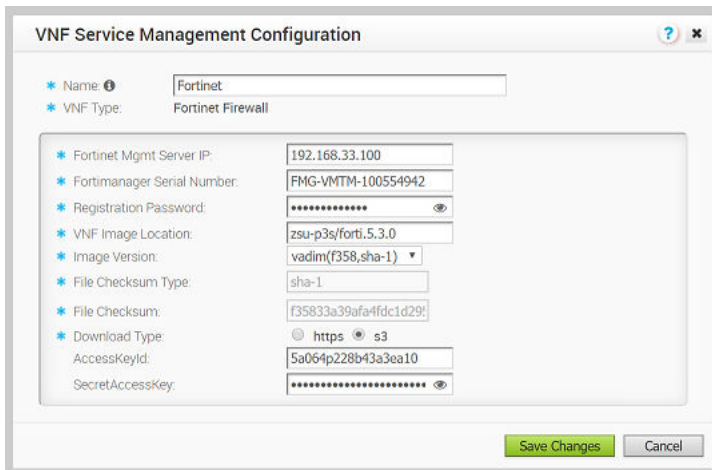 VNF Service Management Configuration ? ×
* Name: i Fortinet
* VNF Type: Fortinet Firewall
* Fortinet Mgmt Server IP: 192.168.33.100
* Fortimanager Serial Number: FMG-VMTM-100554942
* Registration Password: •••••••••••••
* VNF Image Location: zsu-p3s/forti.5.3.0
* Image Version: vadim(f358,sha-1)
* File Checksum Type: sha-1
* File Checksum: f35833a39afa4fdc1d29
* Download Type: https s3
AccessKeyId: 5a064p228b43a3ea10
SecretAccessKey: •••••••••••••••••••••••
Save Changes Cancel